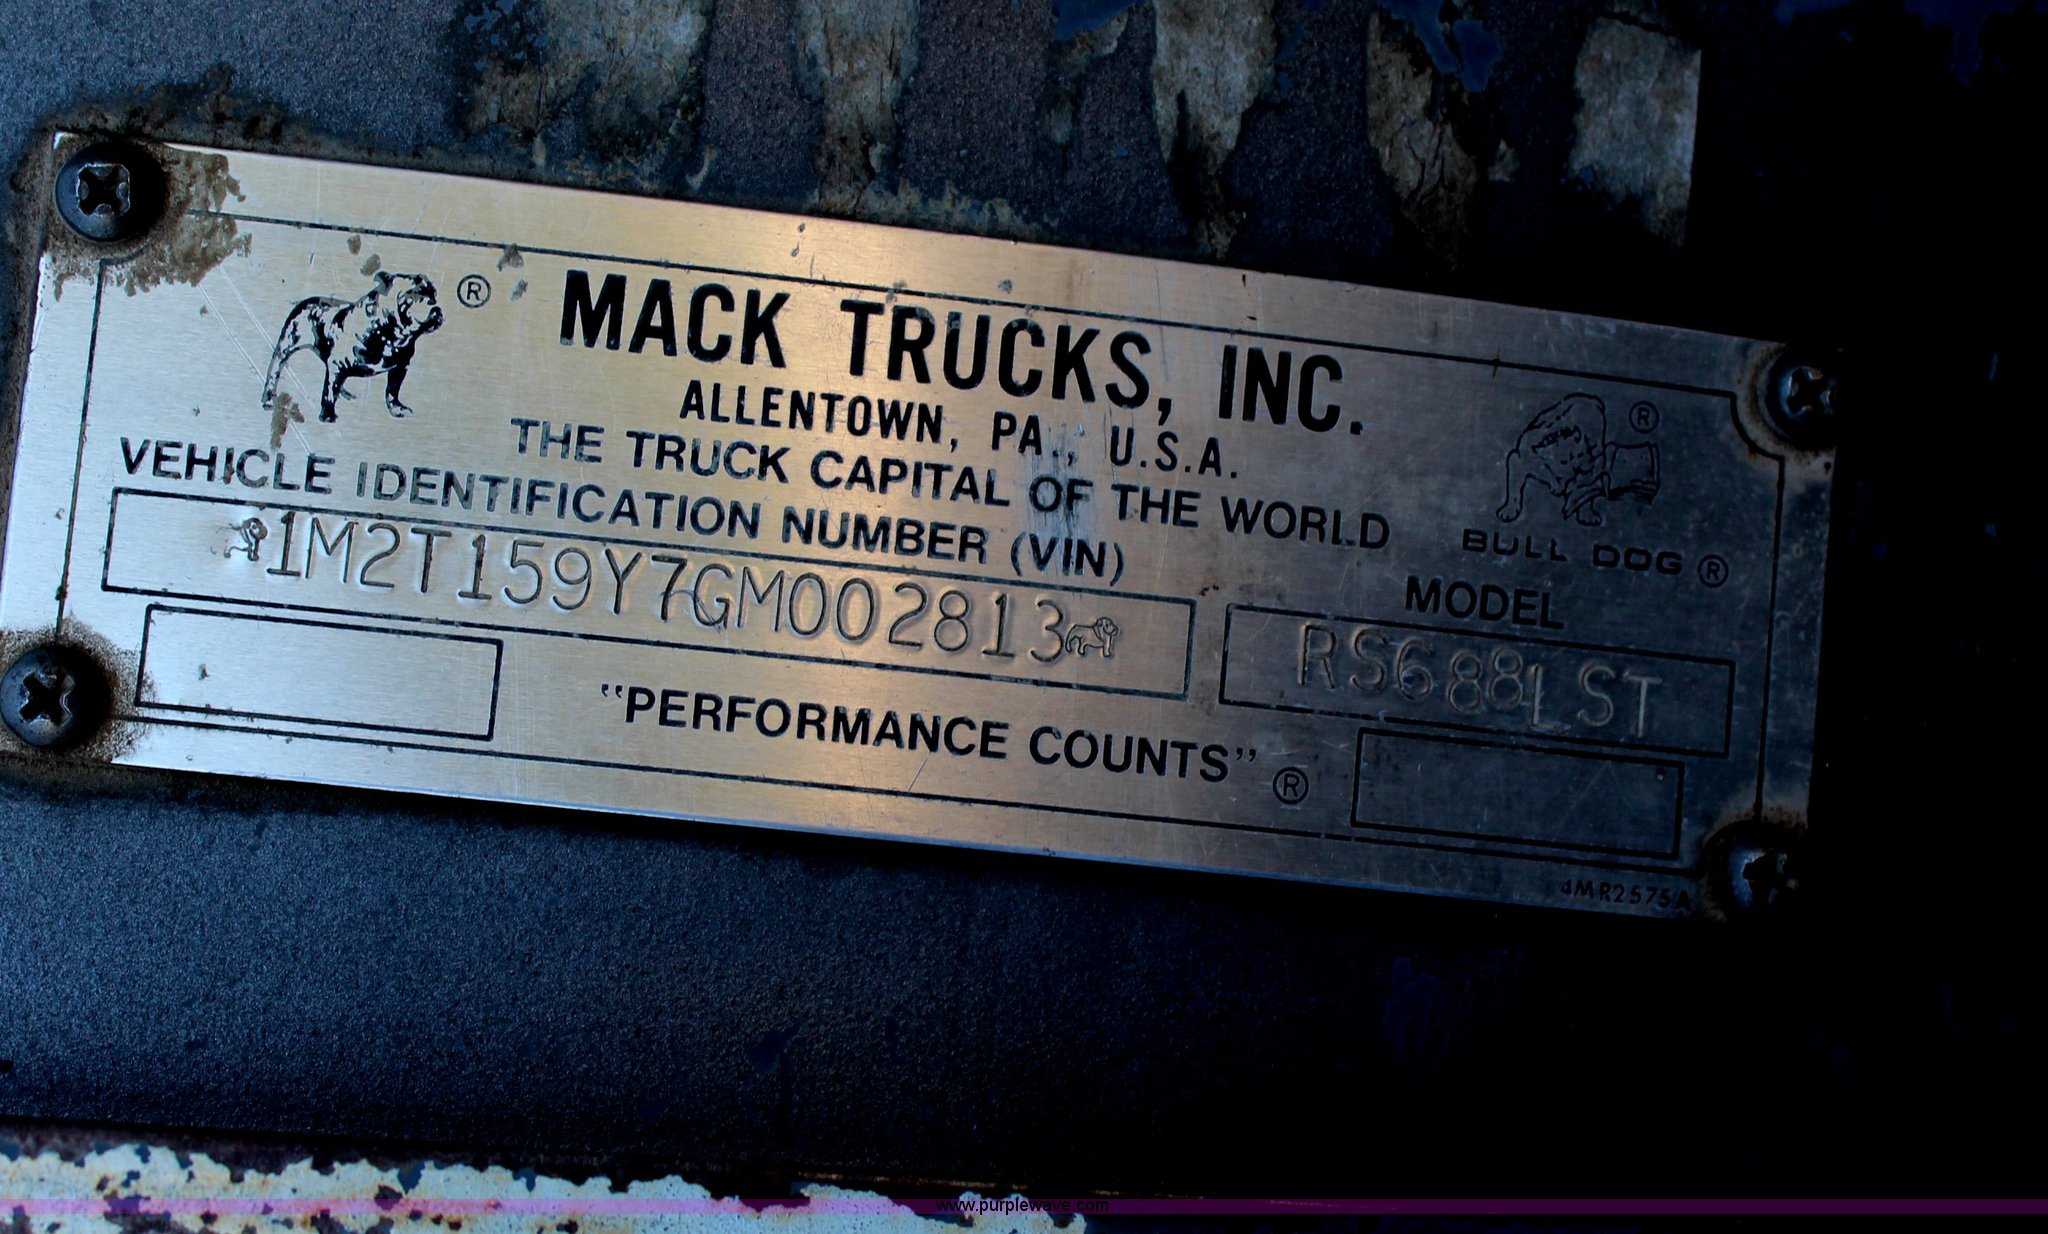 ®
MACK TRUCKS, INC.
ALLENTOWN, PA., U.S.A.
THE TRUCK CAPITAL OF THE WORLD
®
BULL DOG ®
VEHICLE IDENTIFICATION NUMBER (VIN)
MODEL
1M2T159Y7GM002813
RS688LST
"PERFORMANCE COUNTS" ®
4MR2575A
www.purplewave.com